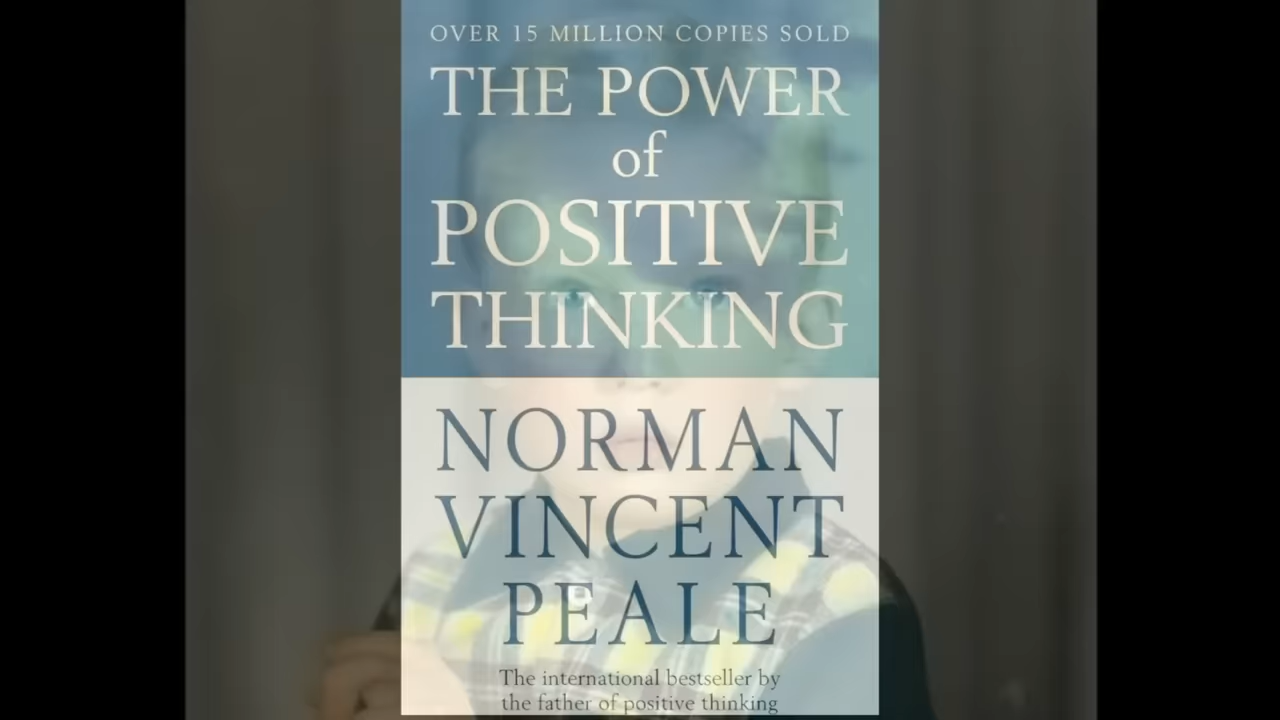 OVER 15 MILLION COPIES SOLD
THE POWER
of
POSITIVE
THINKING
NORMAN
VINCENT
PEALE
The international bestseller by
the father of positive thinking